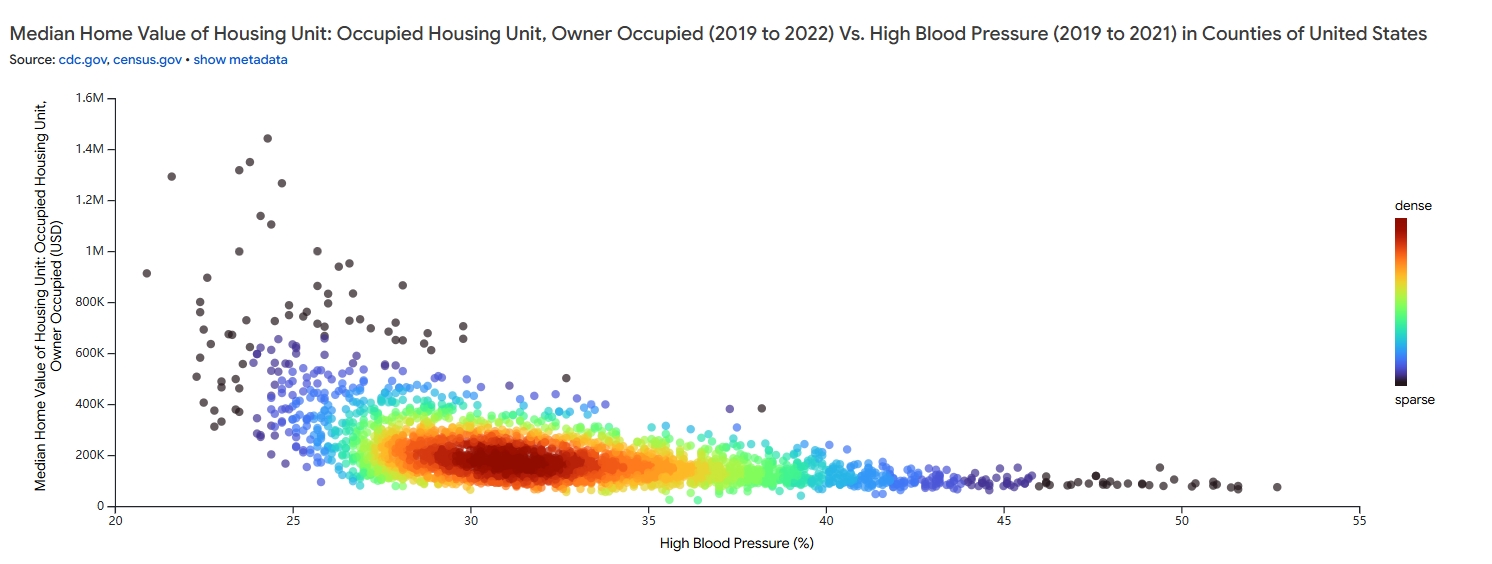 Median Home Value of Housing Unit: Occupied Housing Unit, Owner Occupied (2019 to 2022) Vs. High Blood Pressure (2019 to 2021) in Counties of United States
Source: cdc.gov, census.gov • show metadata
Median Home Value of Housing Unit: Occupied Housing Unit,
Owner Occupied (USD)
1.6M
1.4M
1.2M
1M
800K
600K
400K
200K
0
20
25
30
35
40
45
50
55
High Blood Pressure (%)
dense
sparse